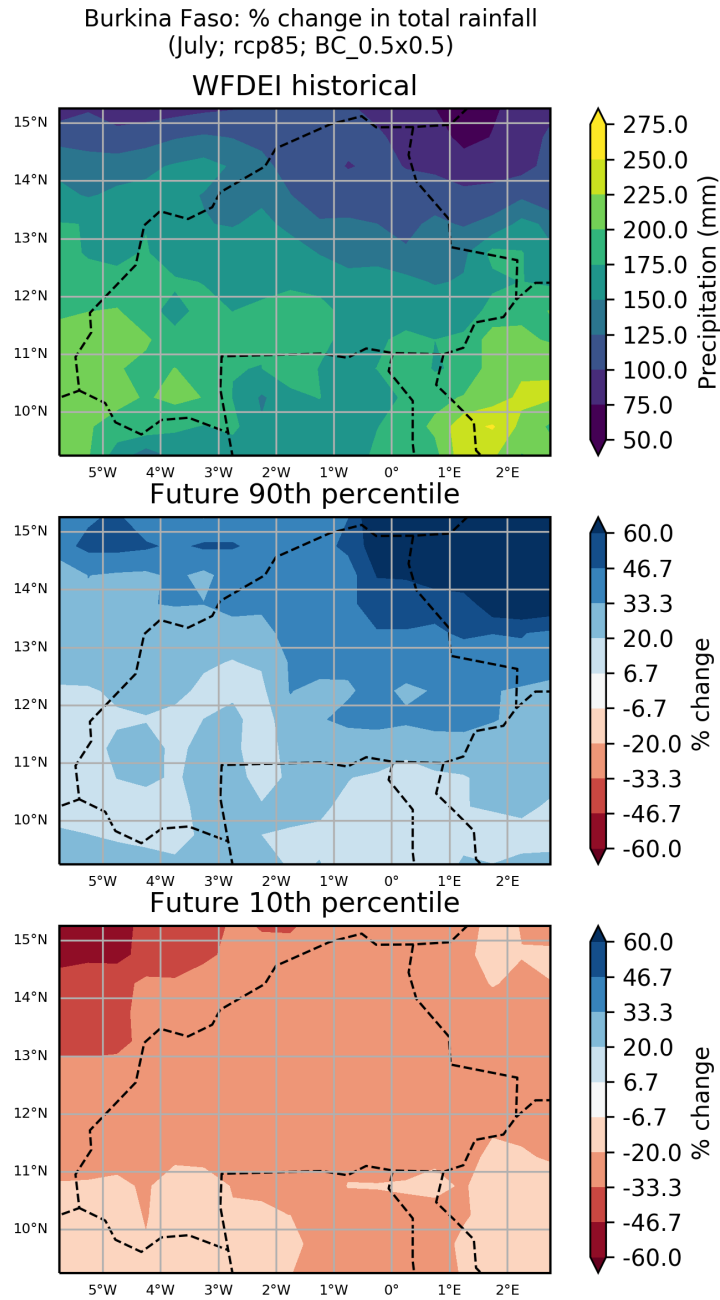 Burkina Faso: % change in total rainfall
(July; rcp85; BC_0.5x0.5)
WFDEI historical
15°N
14°N
13°N
12°N
11°N
10°N
5°W 4°W 3°W 2°W 1°W 0° 1°E 2°E
275.0
250.0
225.0
200.0
175.0
150.0
125.0
100.0
75.0
50.0
Precipitation (mm)
Future 90th percentile
15°N
14°N
13°N
12°N
11°N
10°N
5°W 4°W 3°W 2°W 1°W 0° 1°E 2°E
60.0
46.7
33.3
20.0
6.7
-6.7
-20.0
-33.3
-46.7
-60.0
% change
Future 10th percentile
15°N
14°N
13°N
12°N
11°N
10°N
5°W 4°W 3°W 2°W 1°W 0° 1°E 2°E
60.0
46.7
33.3
20.0
6.7
-6.7
-20.0
-33.3
-46.7
-60.0
% change